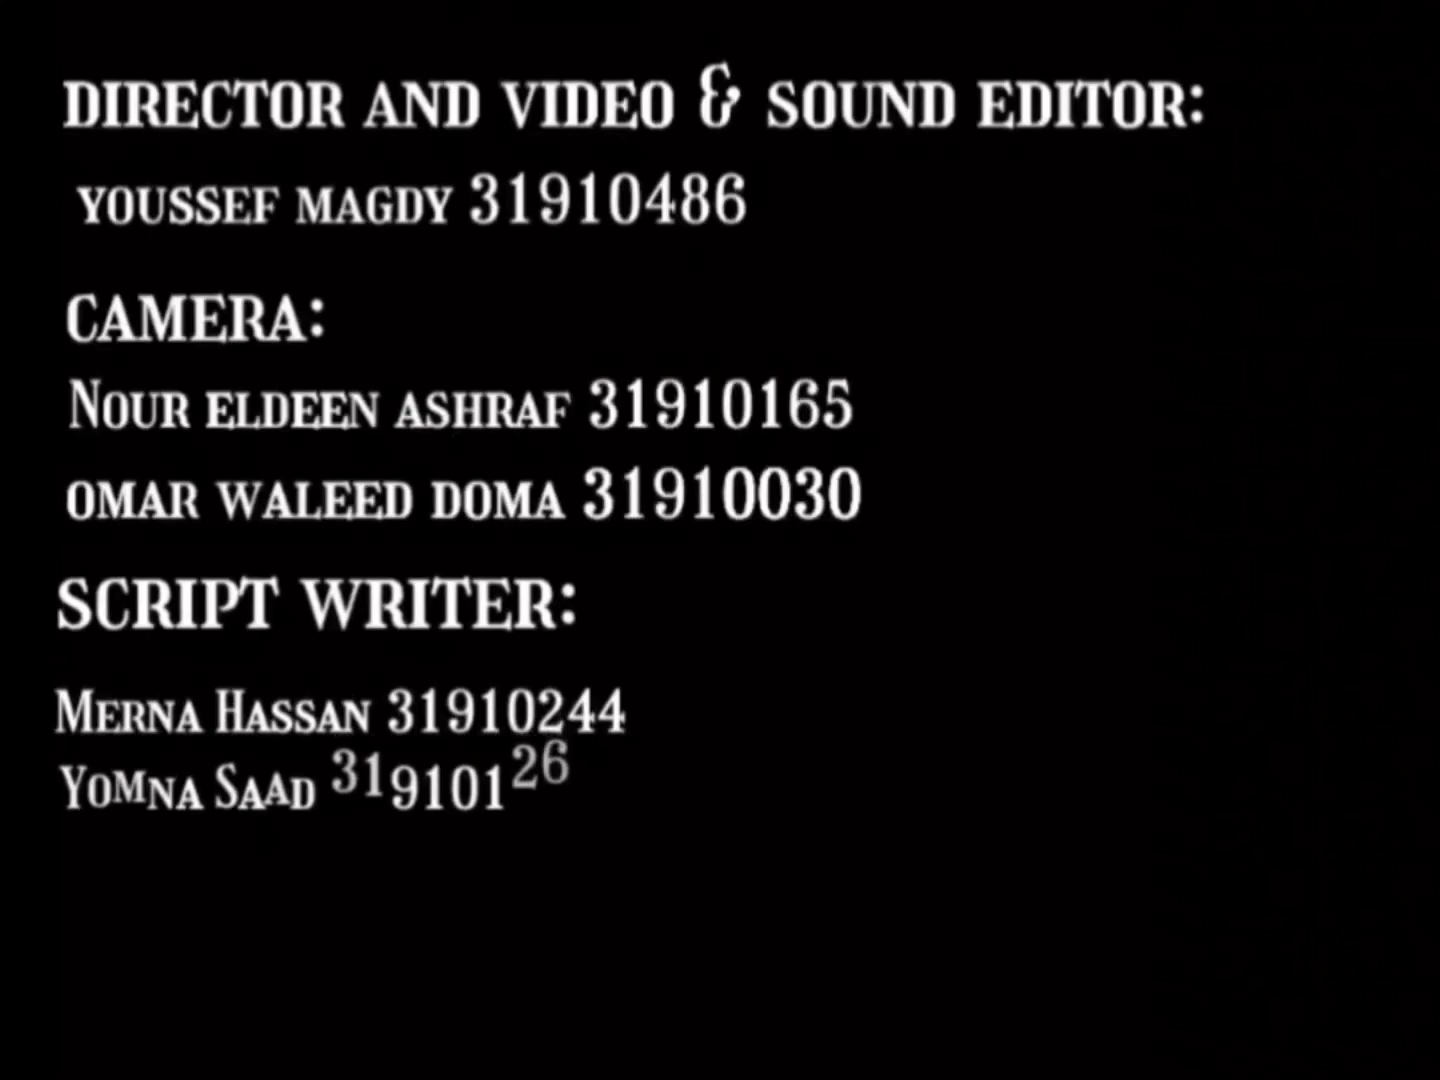 DIRECTOR AND VIDEO & SOUND EDITOR:
YOUSSEF MAGDY 31910486
CAMERA:
NOUR ELDEEN ASHRAF 31910165
OMAR WALEED DOMA 31910030
SCRIPT WRITER:
MERNA HASSAN 31910244
YOMNA SAAD 31910126